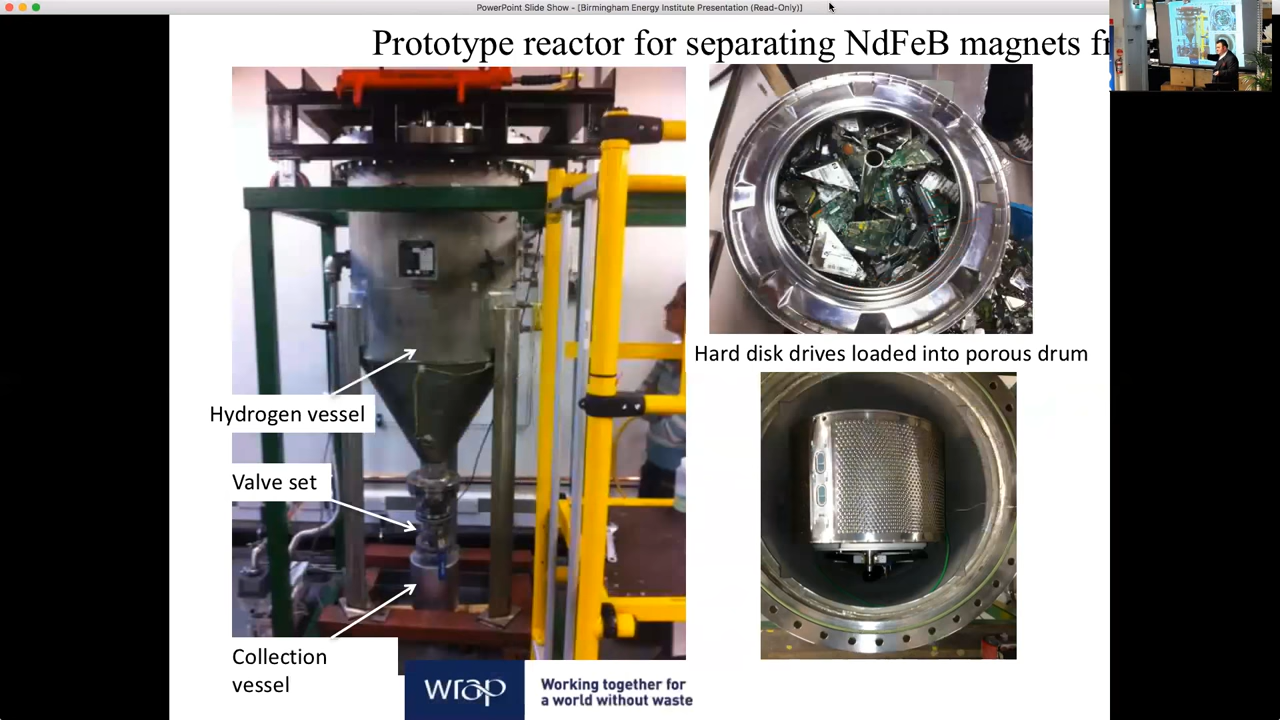 PowerPoint Slide Show - [Birmingham Energy Institute Presentation (Read-Only)]
Prototype reactor for separating NdFeB magnets fr
Hard disk drives loaded into porous drum
Hydrogen vessel
Valve set
Collection
vessel
wrap
Working together for
a world without waste